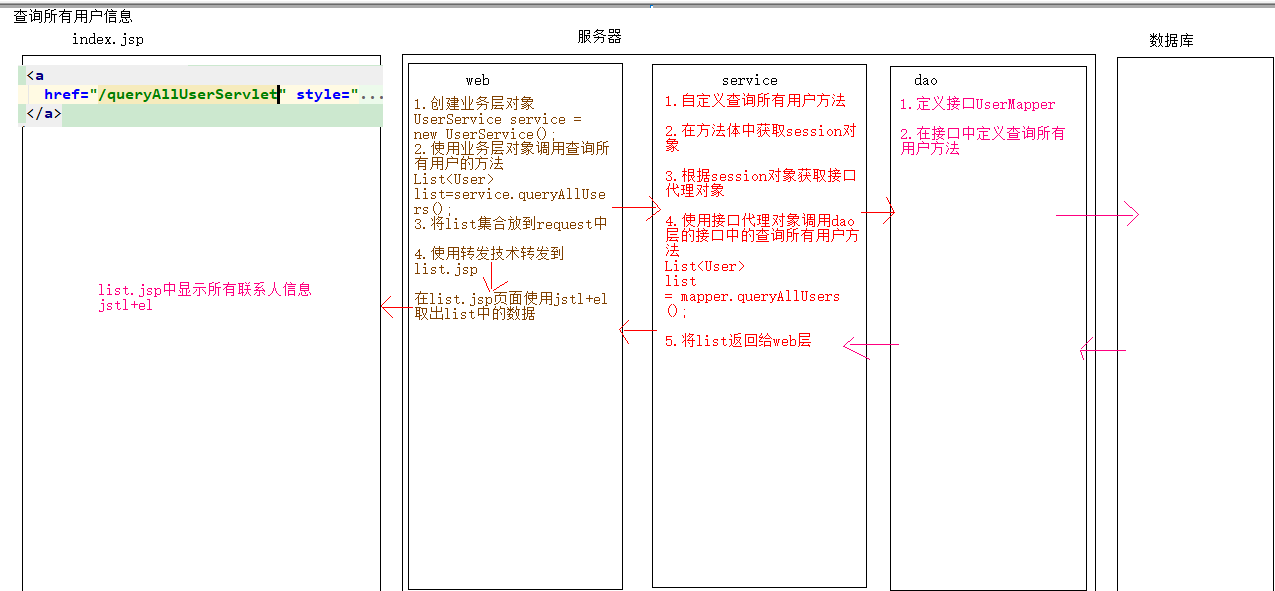 查询所有用户信息
index.jsp
<a
href="/queryAllUserServlet" style="...
</a>
list.jsp中显示所有联系人信息
jstl+el
服务器
web
1.创建业务层对象
UserService service =
new UserService();
2.使用业务层对象调用查询所
有用户的方法
List<User>
list=service.queryAllUse
rs();
3.将list集合放到request中
4.使用转发技术转发到
list.jsp
在list.jsp页面使用jstl+el
取出list中的数据
service
1.自定义查询所有用户方法
2.在方法体中获取session对
象
3.根据session对象获取接口
代理对象
4.使用接口代理对象调用dao
层的接口中的查询所有用户方
法
List<User>
list
= mapper.queryAllUsers
();
5.将list返回给web层
dao
1.定义接口UserMapper
2.在接口中定义查询所有
用户方法
数据库